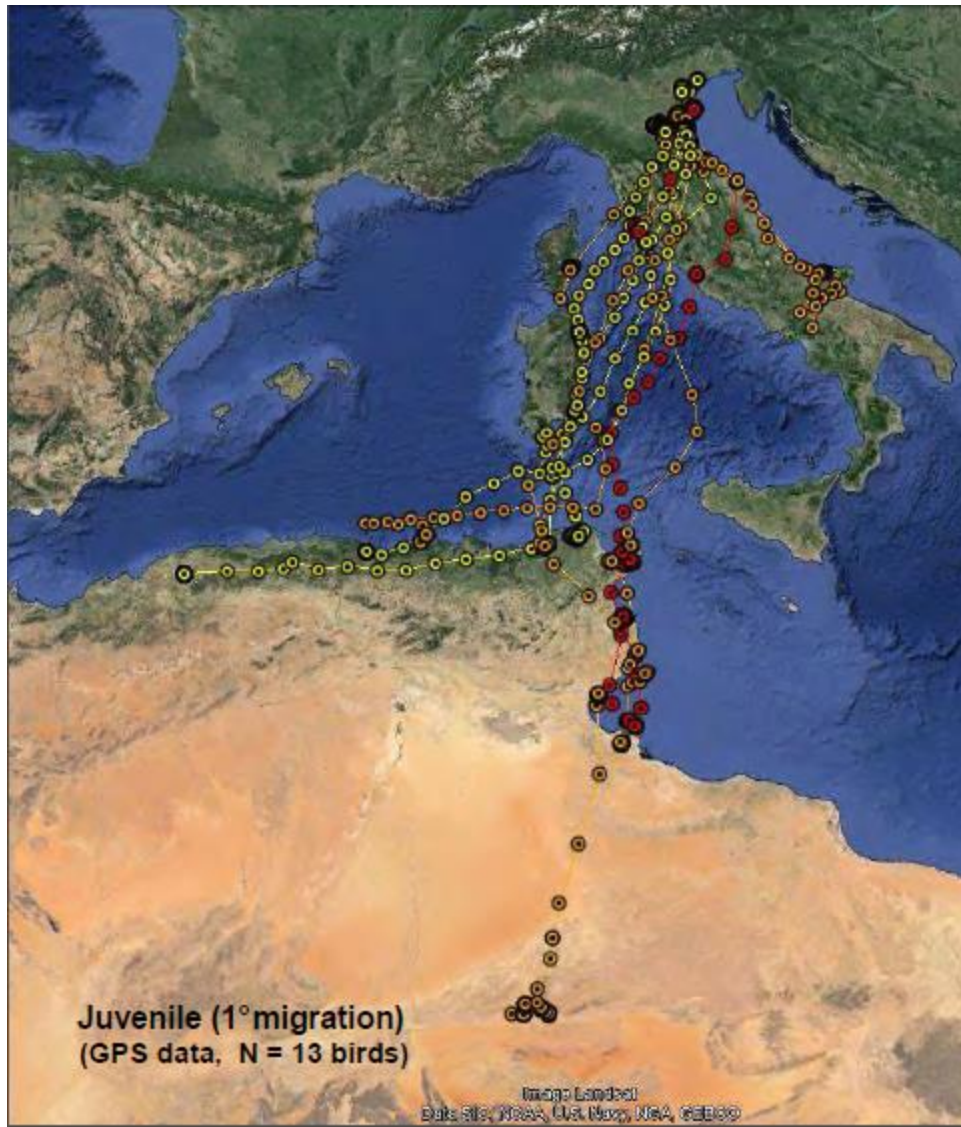 Juvenile (1°migration)
(GPS data, N = 13 birds)
Image Landsat
Data SIO, NOAA, U.S. Navy, NGA, GEBCO